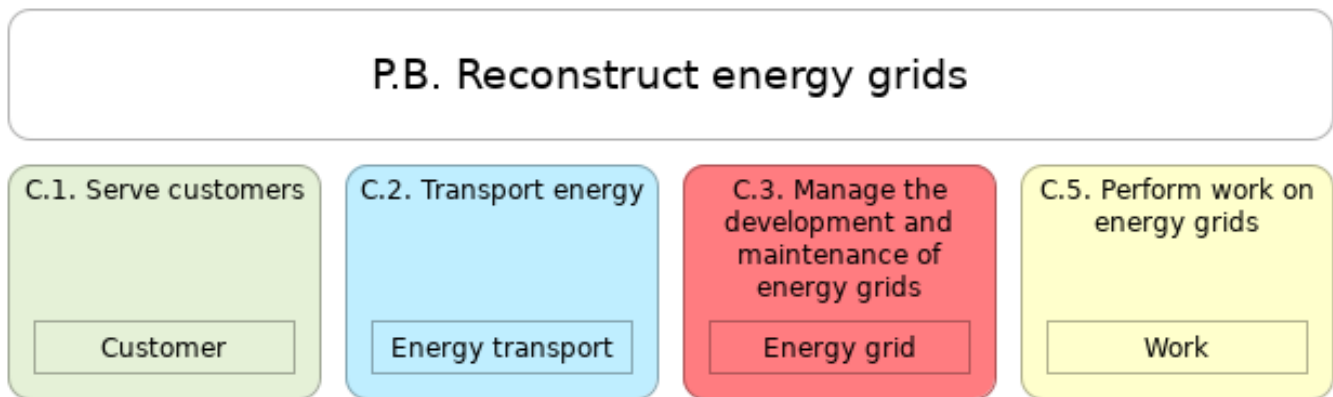 P.B. Reconstruct energy grids
C.1. Serve customers
Customer
C.2. Transport energy
Energy transport
C.3. Manage the
development and
maintenance of
energy grids
Energy grid
C.5. Perform work on
energy grids
Work